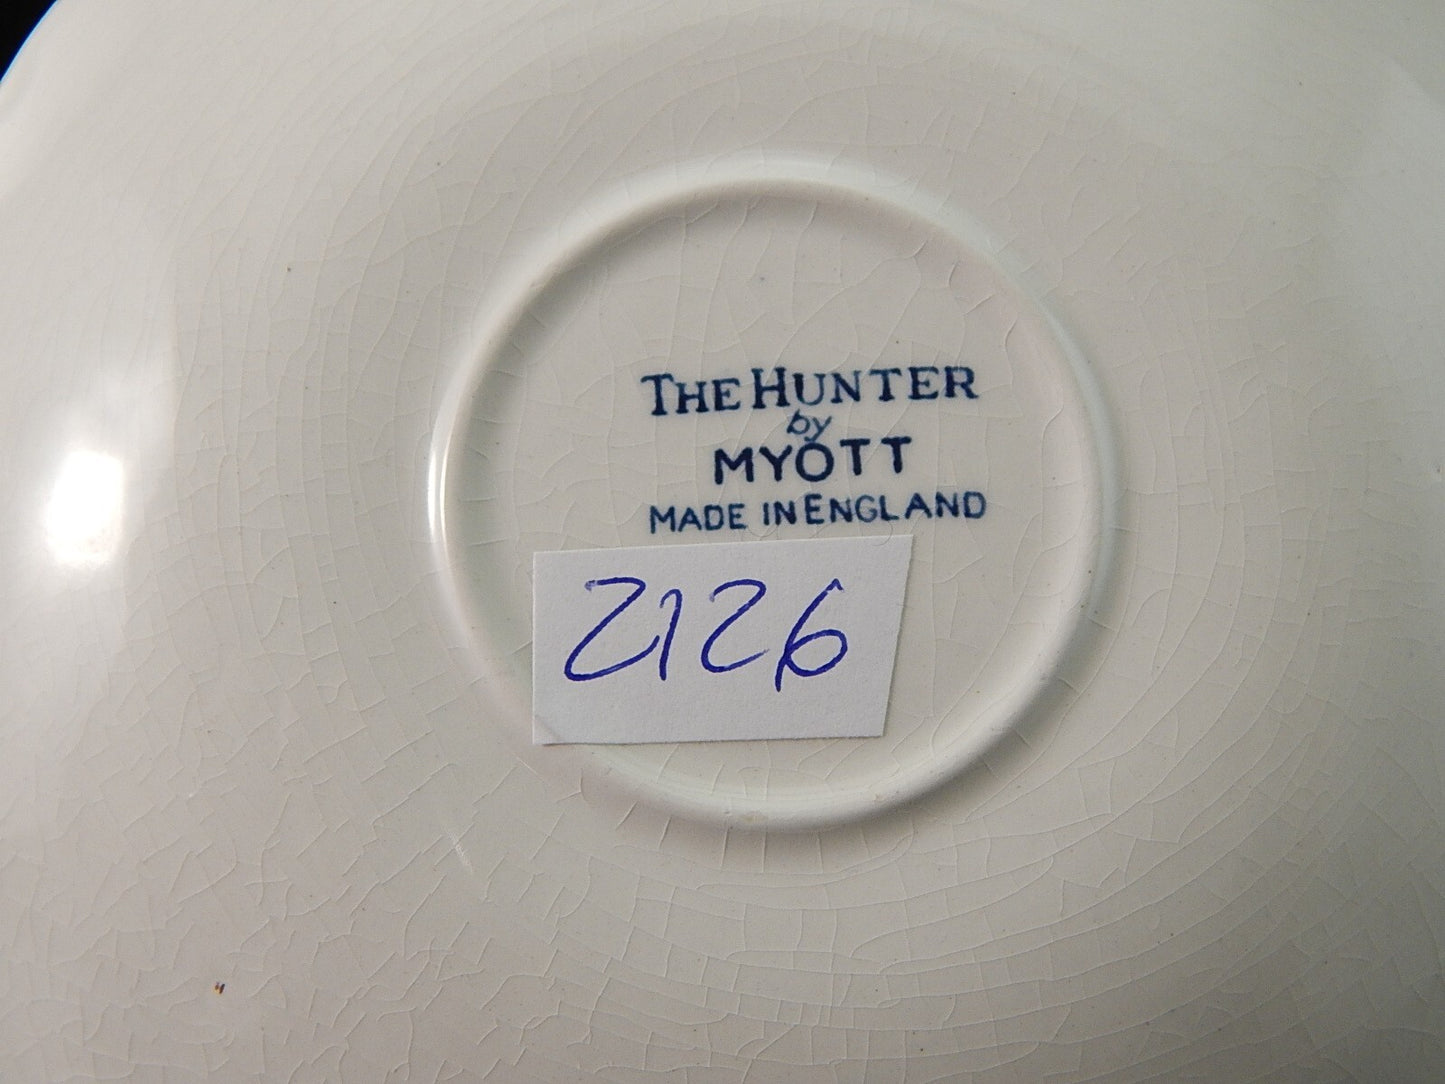 THE HUNTER
by
MYOTT
MADE IN ENGLAND
2126